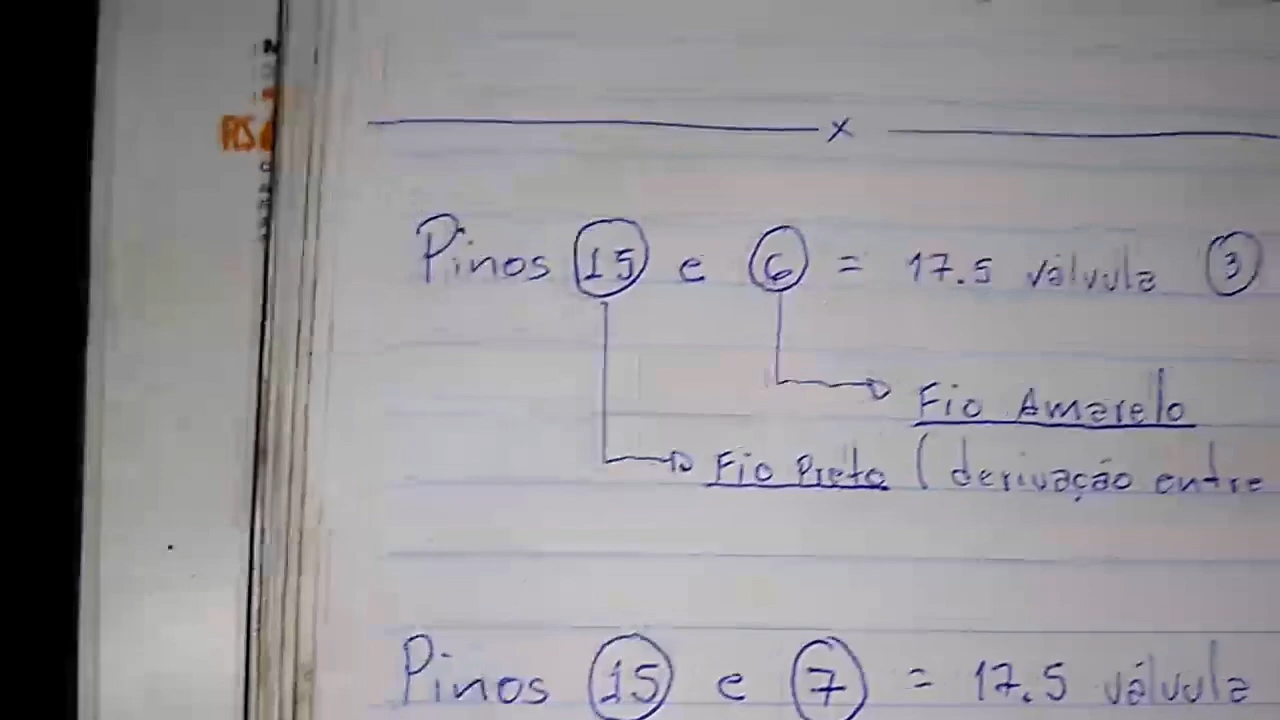 x
Pinos 15 e 6 = 17.5 válvula 3
Fio Amarelo
Fio Preto ( derivação entre
Pinos 15 e 7 = 17.5 válvula